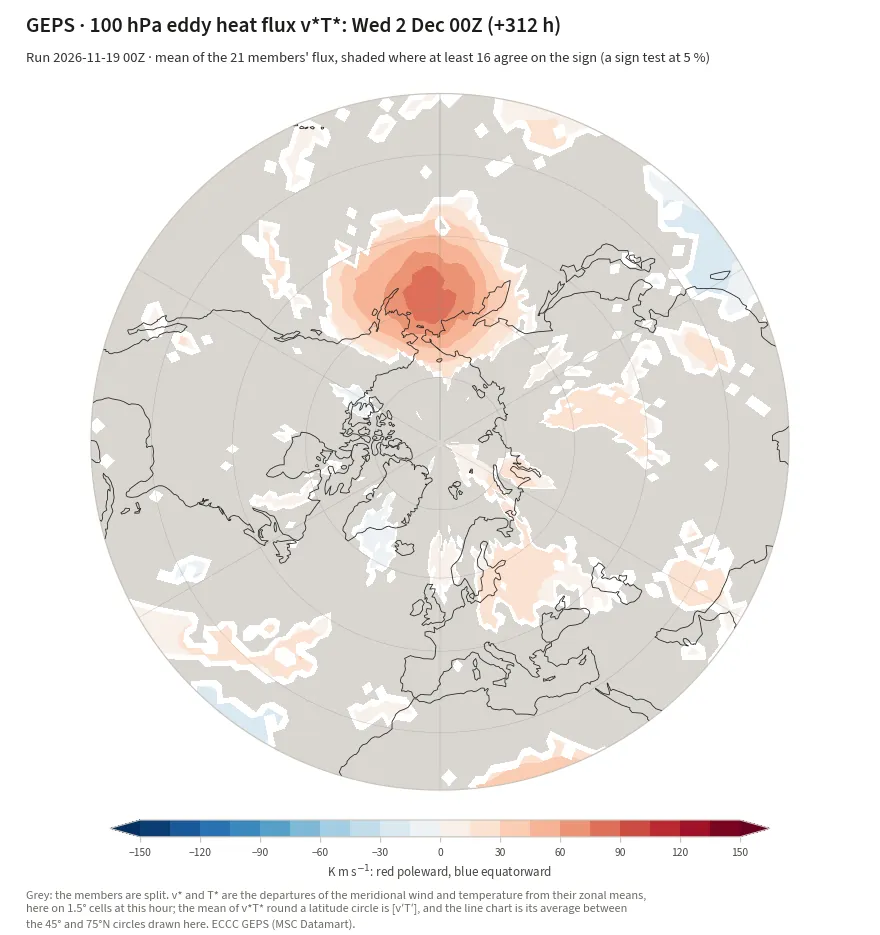 GEPS · 100 hPa eddy heat flux v*T*: Wed 2 Dec 00Z (+312 h)
Run 2026-11-19 00Z · mean of the 21 members' flux, shaded where at least 16 agree on the sign (a sign test at 5 %)
−150 −120 −90 −60 −30 0 30 60 90 120 150
K m s⁻¹: red poleward, blue equatorward
Grey: the members are split. v* and T* are the departures of the meridional wind and temperature from their zonal means,
here on 1.5° cells at this hour; the mean of v*T* round a latitude circle is [v'T'], and the line chart is its average between
the 45° and 75°N circles drawn here. ECCC GEPS (MSC Datamart).